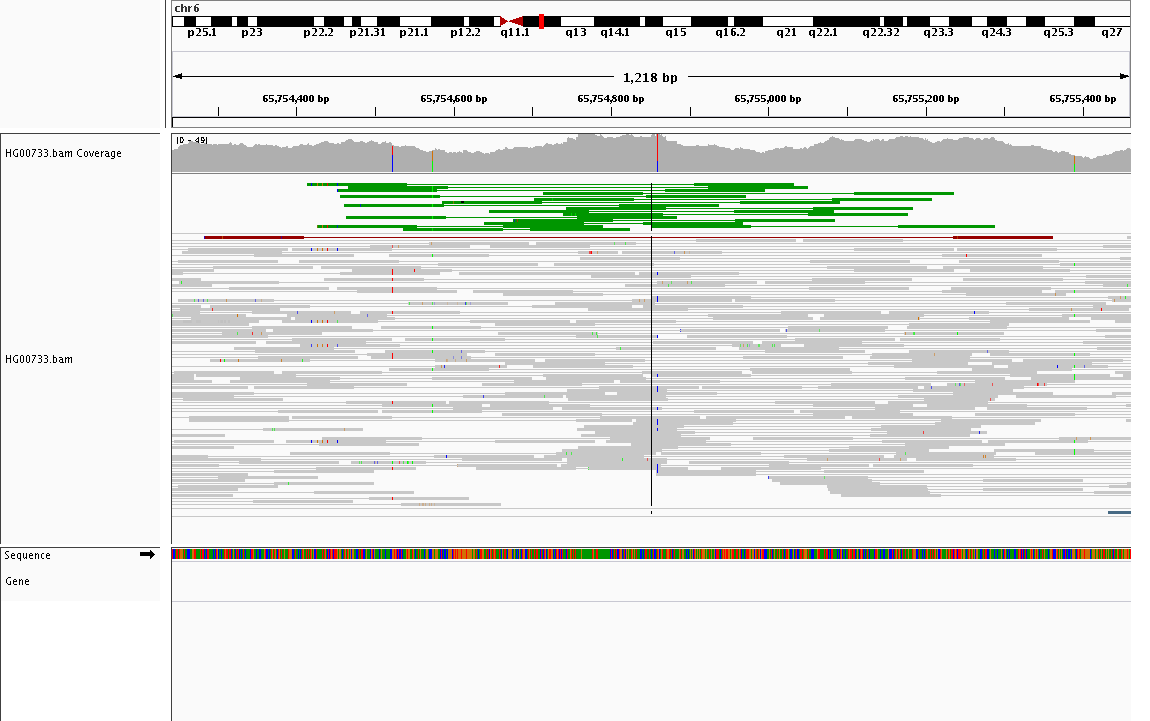 chr6
p25.1 p23 p22.2 p21.31 p21.1 p12.2 q11.1 q13 q14.1 q15 q16.2 q21 q22.1 q22.32 q23.3 q24.3 q25.3 q27
1,218 bp
65,754,400 bp 65,754,600 bp 65,754,800 bp 65,755,000 bp 65,755,200 bp 65,755,400 bp
[0 - 49]
HG00733.bam Coverage
HG00733.bam
Sequence
Gene